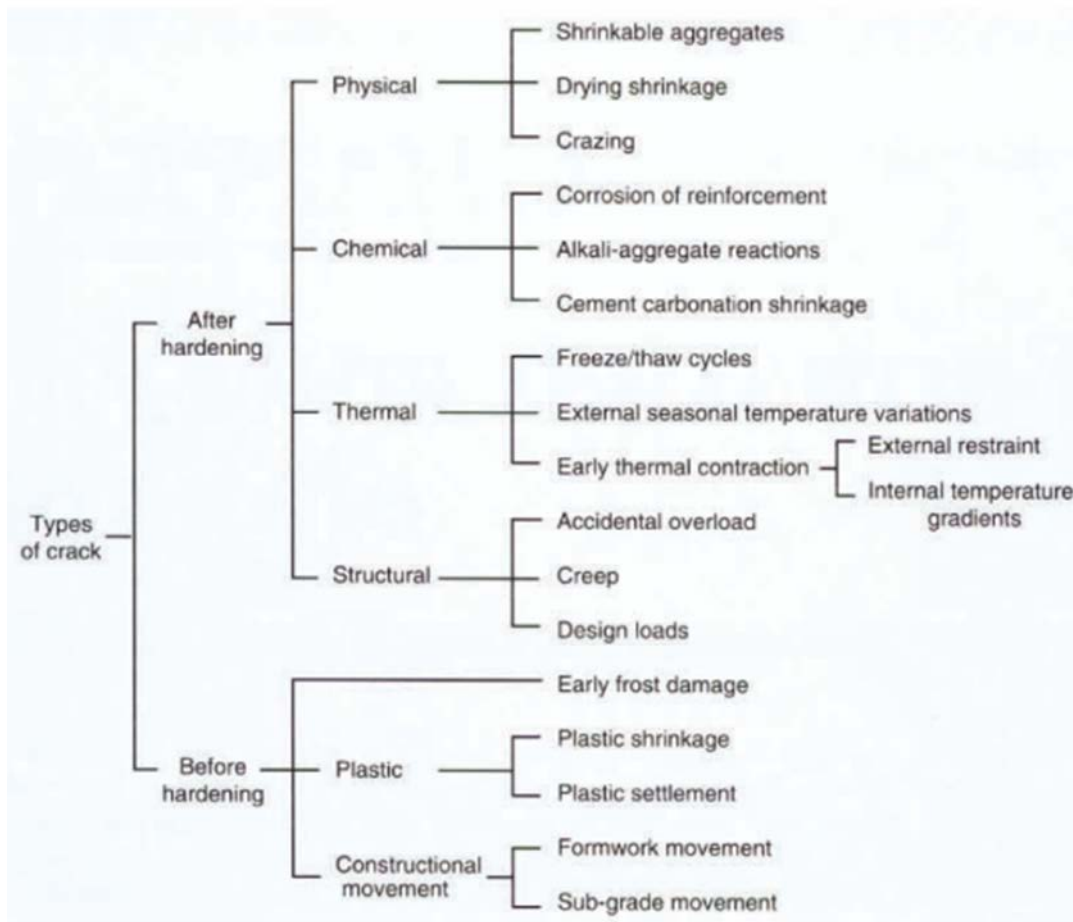 Shrinkable aggregates
Physical
Drying shrinkage
Crazing
Corrosion of reinforcement
Chemical
Alkali-aggregate reactions
Cement carbonation shrinkage
After
hardening
Freeze/thaw cycles
Thermal
External seasonal temperature variations
Early thermal contraction
External restraint
Internal temperature
gradients
Types
of crack
Accidental overload
Structural
Creep
Design loads
Early frost damage
Before
hardening
Plastic
Plastic shrinkage
Plastic settlement
Constructional
movement
Formwork movement
Sub-grade movement